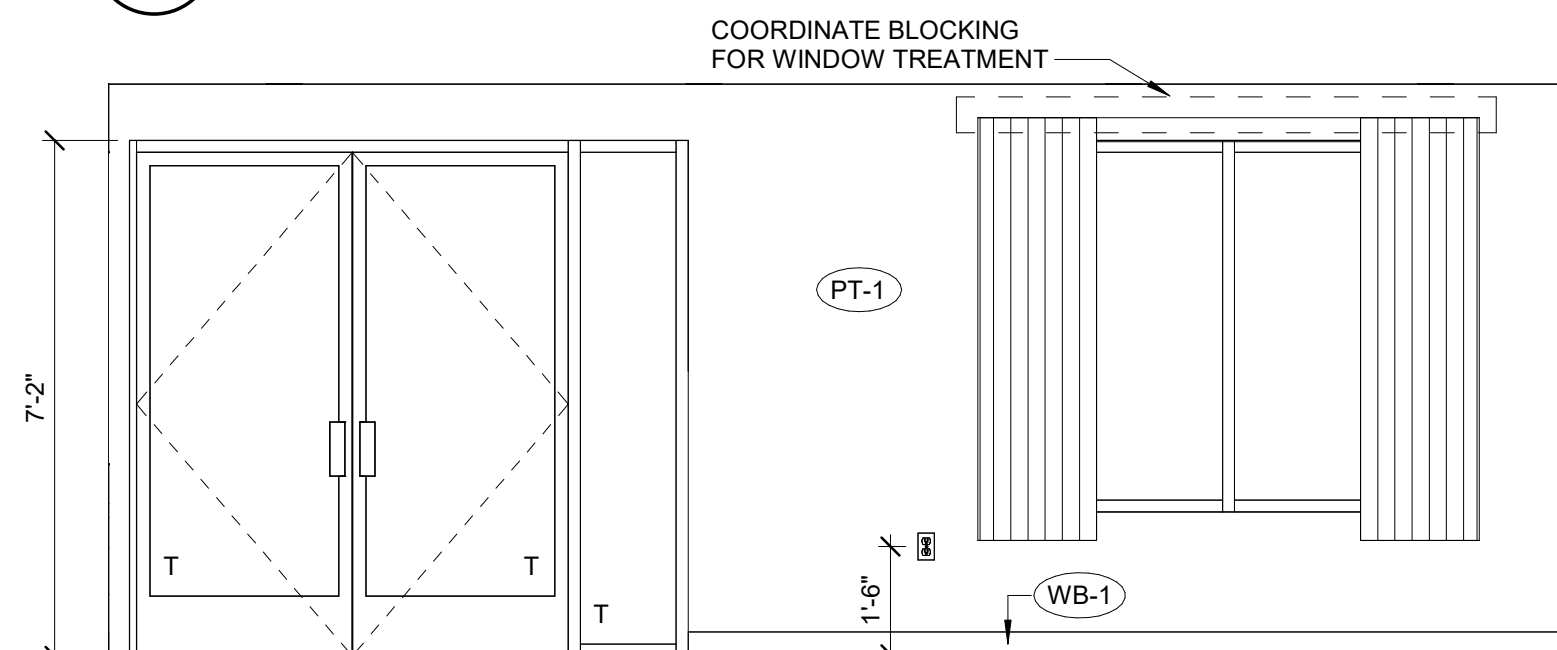 COORDINATE BLOCKING
FOR WINDOW TREATMENT
PT-1
7'-2"
T
T
T
1'-6"
WB-1